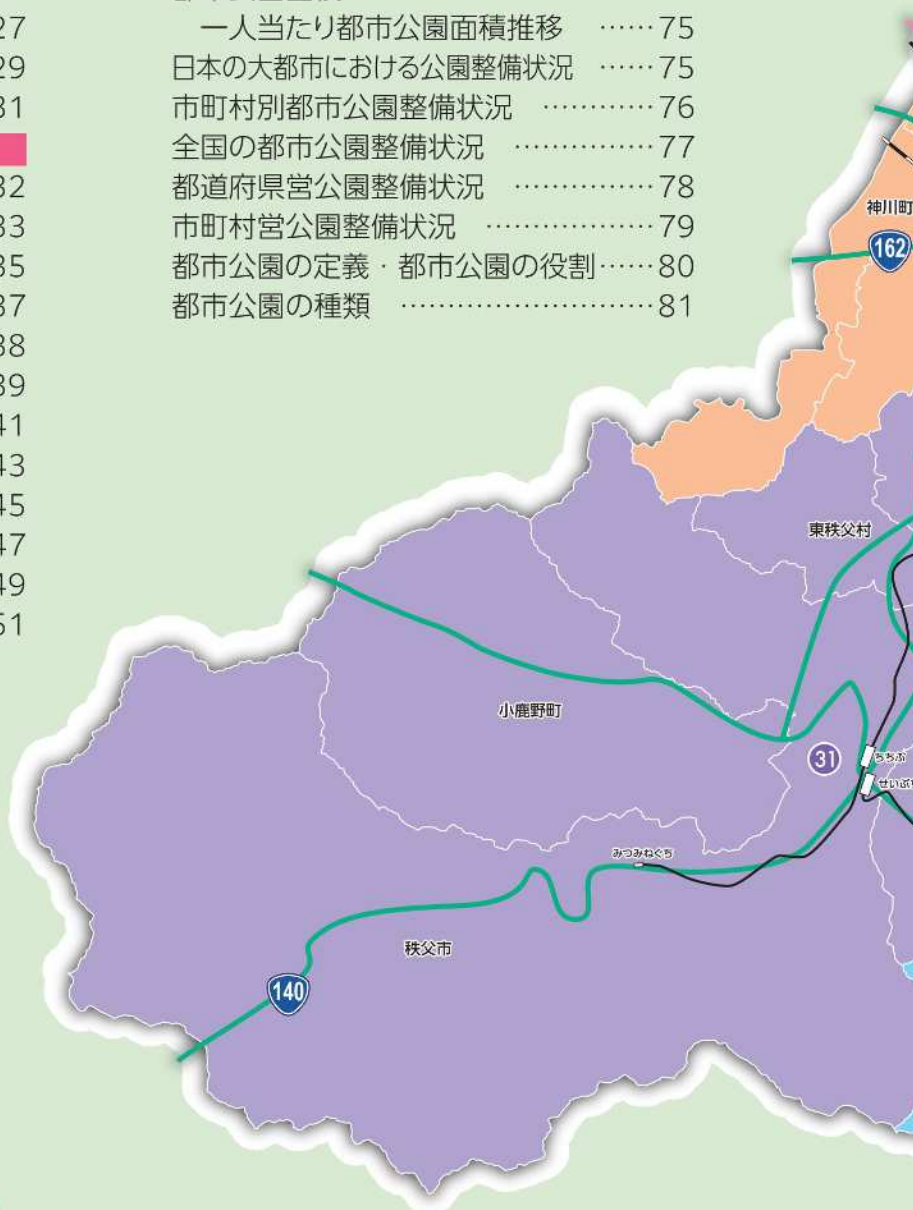 27
29
31
32
33
35
37
38
39
41
43
45
47
49
51
一人当たり都市公園面積推移 ……75
日本の大都市における公園整備状況 ……75
市町村別都市公園整備状況 …………76
全国の都市公園整備状況 ……………77
都道府県営公園整備状況 ……………78
市町村営公園整備状況 ………………79
都市公園の定義・都市公園の役割……80
都市公園の種類 ………………………81
神川町
162
東秩父村
小鹿野町
31
ちちぶ
せいぶち
みつみねぐち
秩父市
140